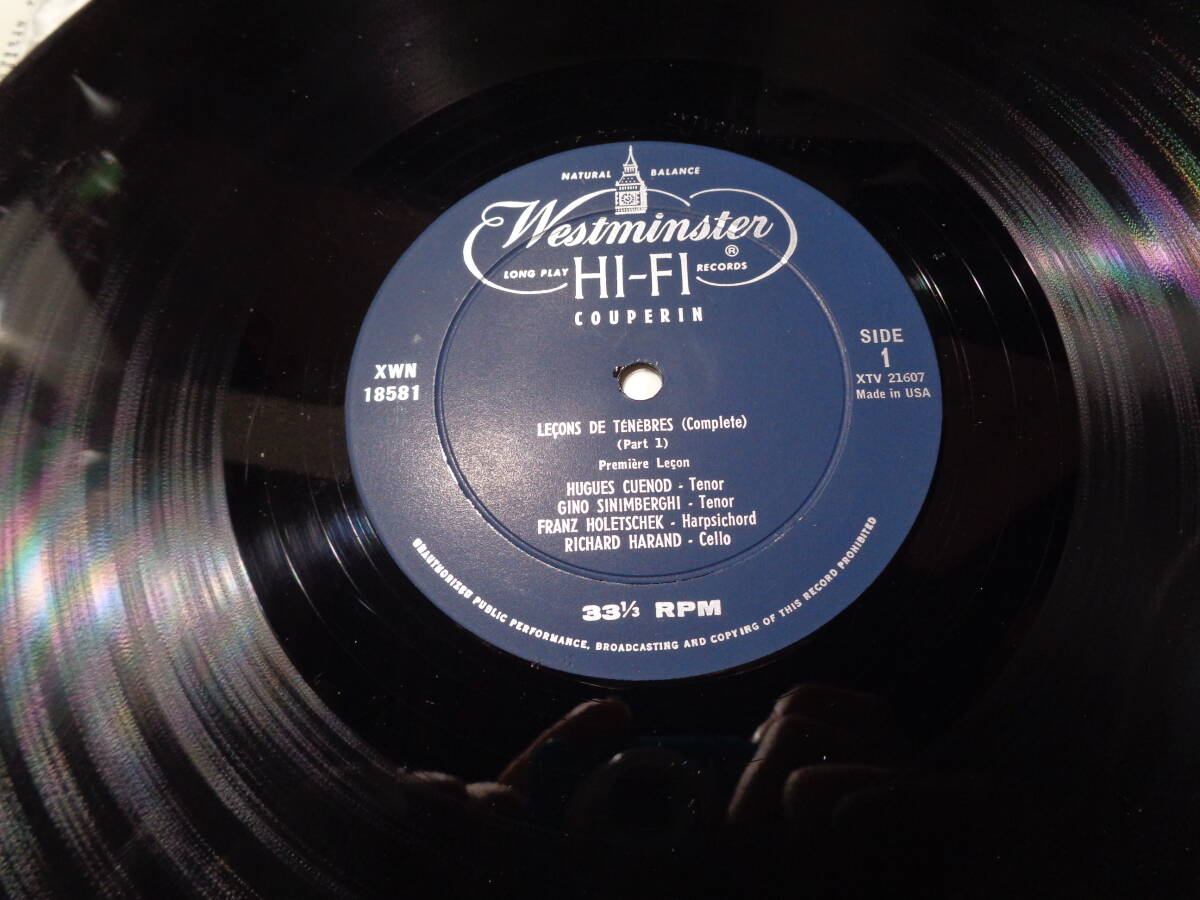 NATURAL BALANCE
Westminster ®
LONG PLAY HI-FI RECORDS
COUPERIN
XWN
18581
SIDE
1
XTV 21607
Made in USA
LEÇONS DE TÉNÈBRES (Complete)
(Part 1)
Première Leçon
HUGUES CUENOD - Tenor
GINO SINIMBERGHI - Tenor
FRANZ HOLETSCHEK - Harpsichord
RICHARD HARAND - Cello
33⅓ RPM
UNAUTHORIZED PUBLIC PERFORMANCE, BROADCASTING AND COPYING OF THIS RECORD PROHIBITED